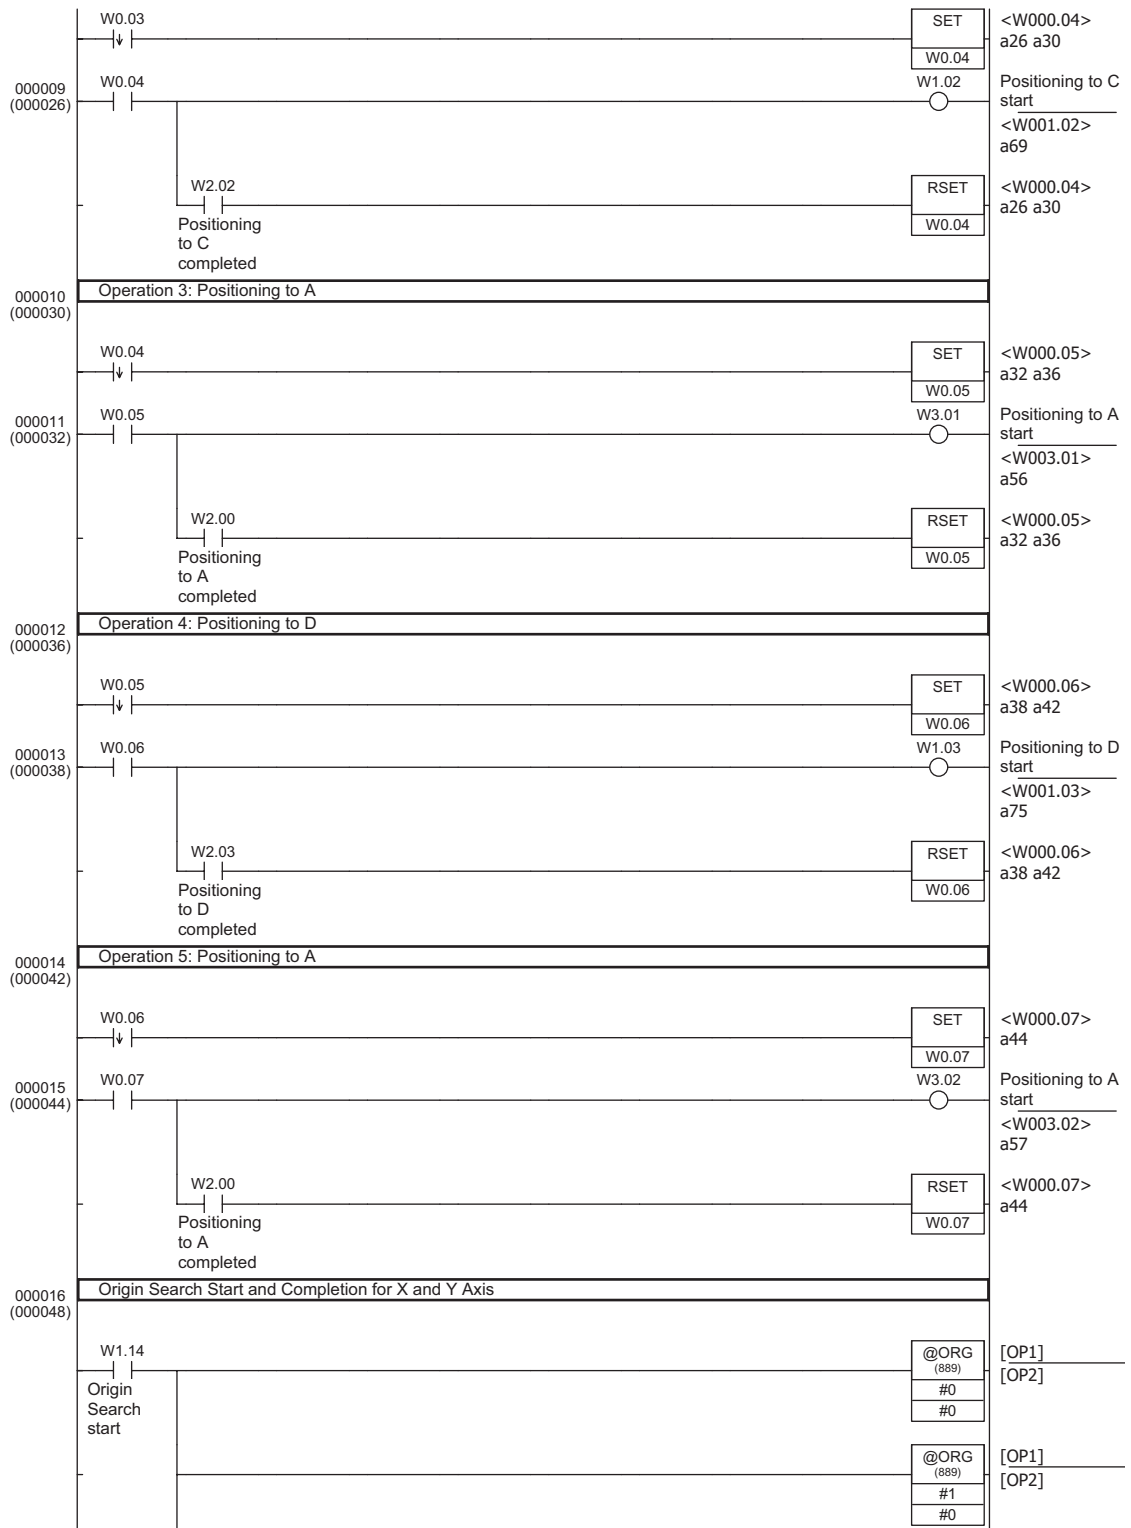 W0.03
SET
W0.04
<W000.04>
a26 a30
000009
(000026)
W0.04
W1.02
Positioning to C
start
<W001.02>
a69
W2.02
Positioning
to C
completed
RSET
W0.04
<W000.04>
a26 a30
000010
(000030)
Operation 3: Positioning to A
W0.04
SET
W0.05
<W000.05>
a32 a36
000011
(000032)
W0.05
W3.01
Positioning to A
start
<W003.01>
a56
W2.00
Positioning
to A
completed
RSET
W0.05
<W000.05>
a32 a36
000012
(000036)
Operation 4: Positioning to D
W0.05
SET
W0.06
<W000.06>
a38 a42
000013
(000038)
W0.06
W1.03
Positioning to D
start
<W001.03>
a75
W2.03
Positioning
to D
completed
RSET
W0.06
<W000.06>
a38 a42
000014
(000042)
Operation 5: Positioning to A
W0.06
SET
W0.07
<W000.07>
a44
000015
(000044)
W0.07
W3.02
Positioning to A
start
<W003.02>
a57
W2.00
Positioning
to A
completed
RSET
W0.07
<W000.07>
a44
000016
(000048)
Origin Search Start and Completion for X and Y Axis
W1.14
Origin
Search
start
@ORG
(889)
#0
#0
[OP1]
[OP2]
@ORG
(889)
#1
#0
[OP1]
[OP2]